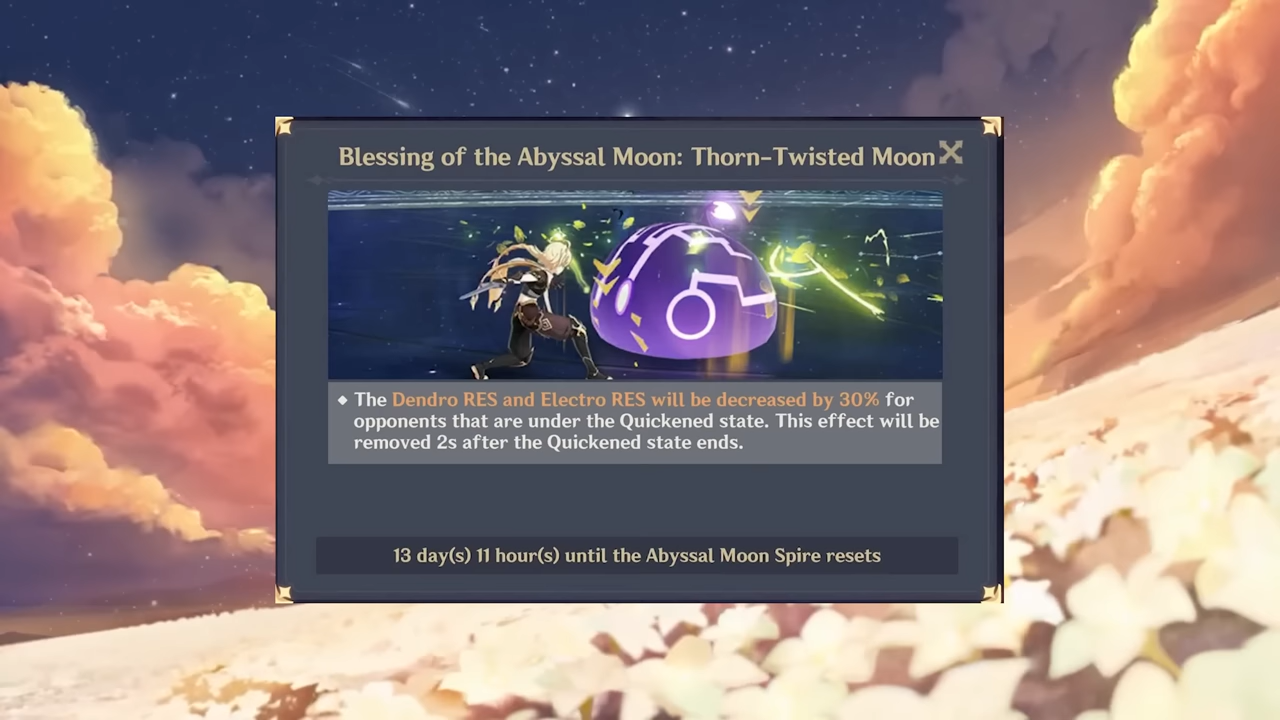 Blessing of the Abyssal Moon: Thorn-Twisted Moon
◆ The Dendro RES and Electro RES will be decreased by 30% for
opponents that are under the Quickened state. This effect will be
removed 2s after the Quickened state ends.
13 day(s) 11 hour(s) until the Abyssal Moon Spire resets